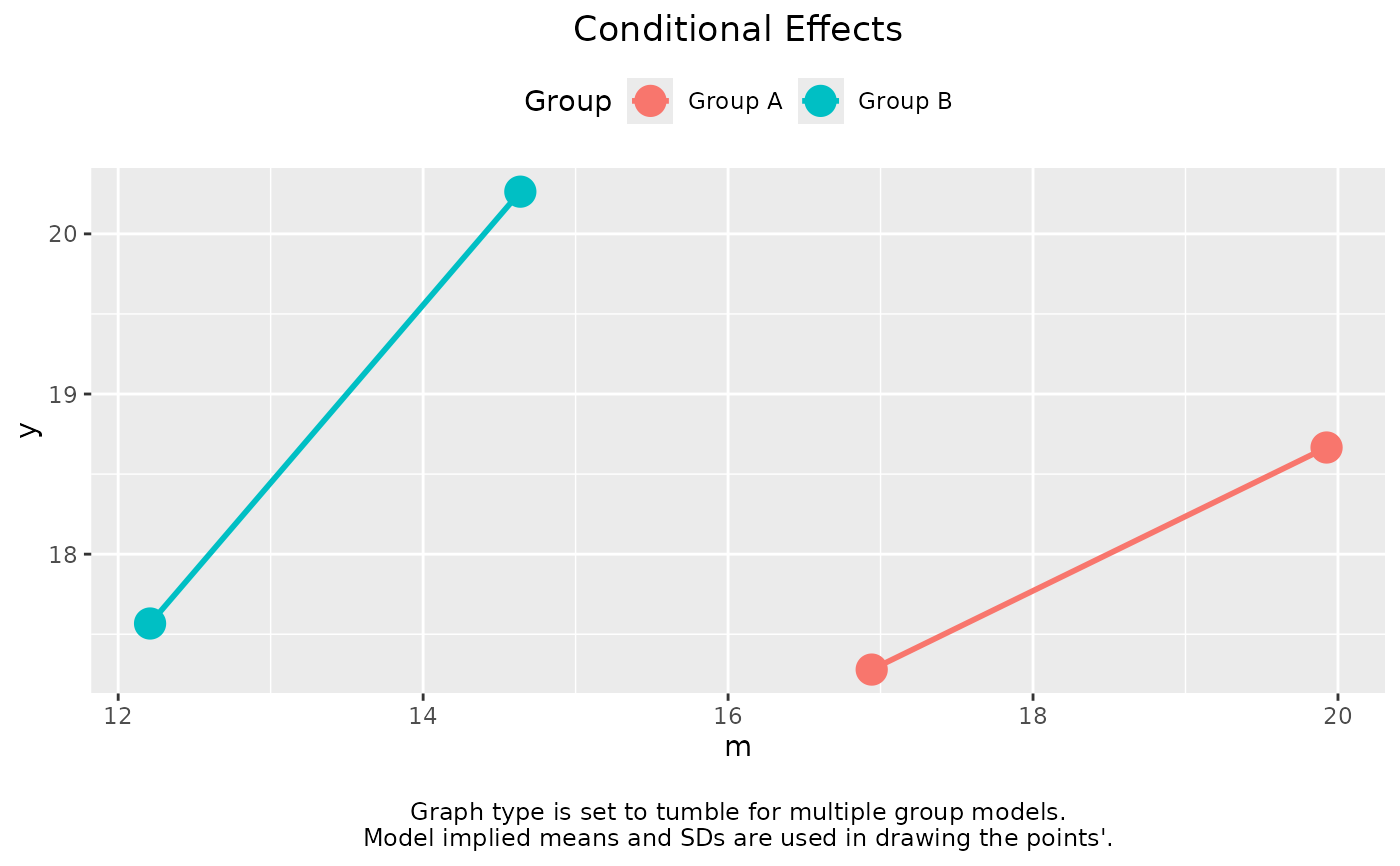 Conditional Effects
Group Group A Group B
20
19
18
y
12 14 16 18 20
m
Graph type is set to tumble for multiple group models.
Model implied means and SDs are used in drawing the points'.